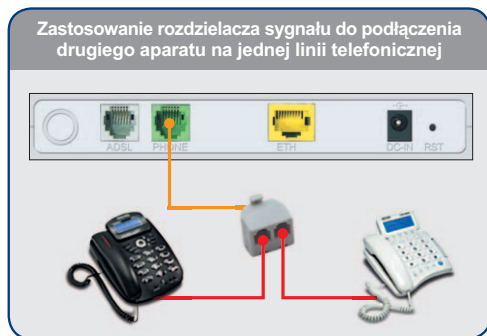 Zastosowanie rozdzielacza sygnału do podłączenia
drugiego aparatu na jednej linii telefonicznej
ADSL PHONE ETH DC-IN RST